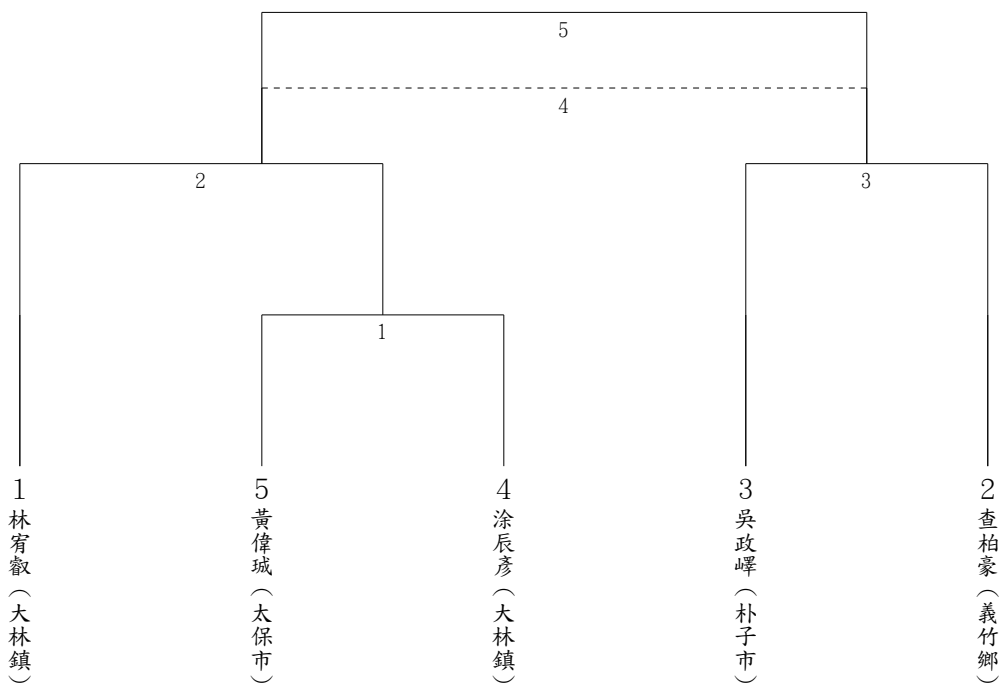 5
4
2
3
1
1 林宥叡(大林鎮)
5 黃偉珹(太保市)
4 涂辰彥(大林鎮)
3 吳政嶧(朴子市)
2 查柏豪(義竹鄉)